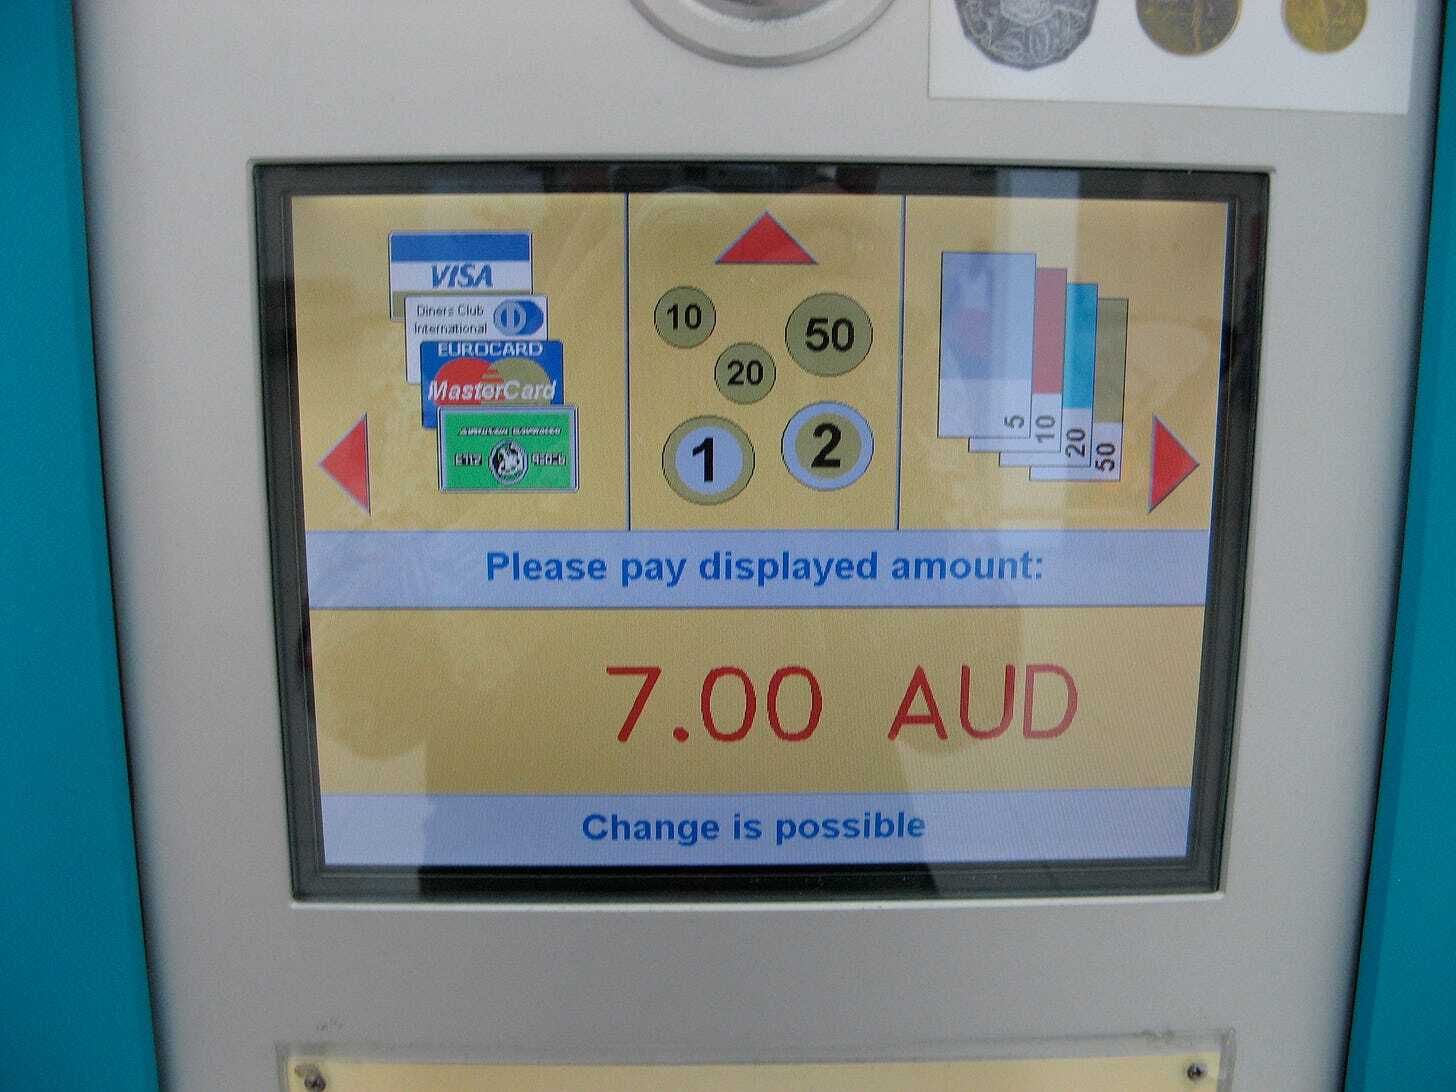 50
VISA
Diners Club
International
EUROCARD
MasterCard
10
50
20
1
2
5
10
20
50
Please pay displayed amount:
7.00 AUD
Change is possible